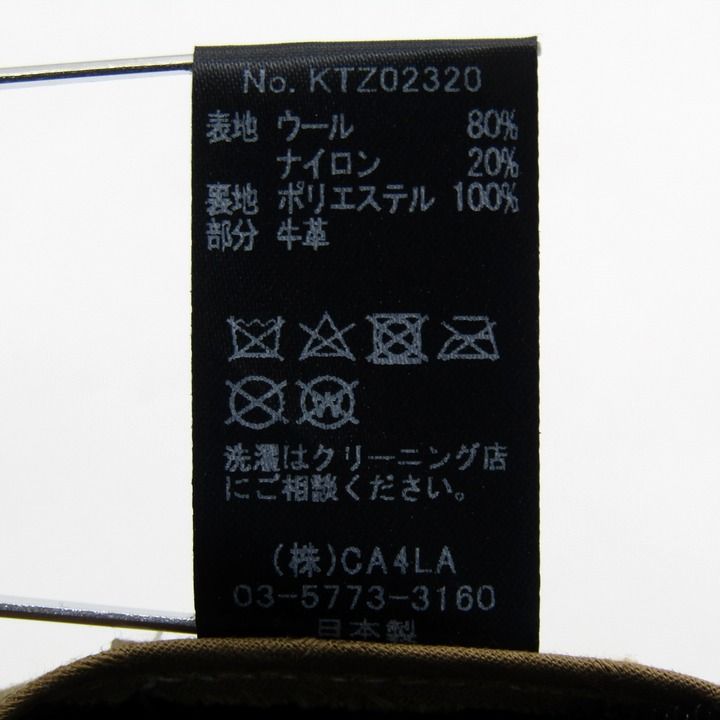 No. KTZ02320
表地 ウール 80%
ナイロン 20%
裏地 ポリエステル 100%
部分 牛革
洗濯はクリーニング店
にご相談ください。
(株)CA4LA
03-5773-3160
日本製